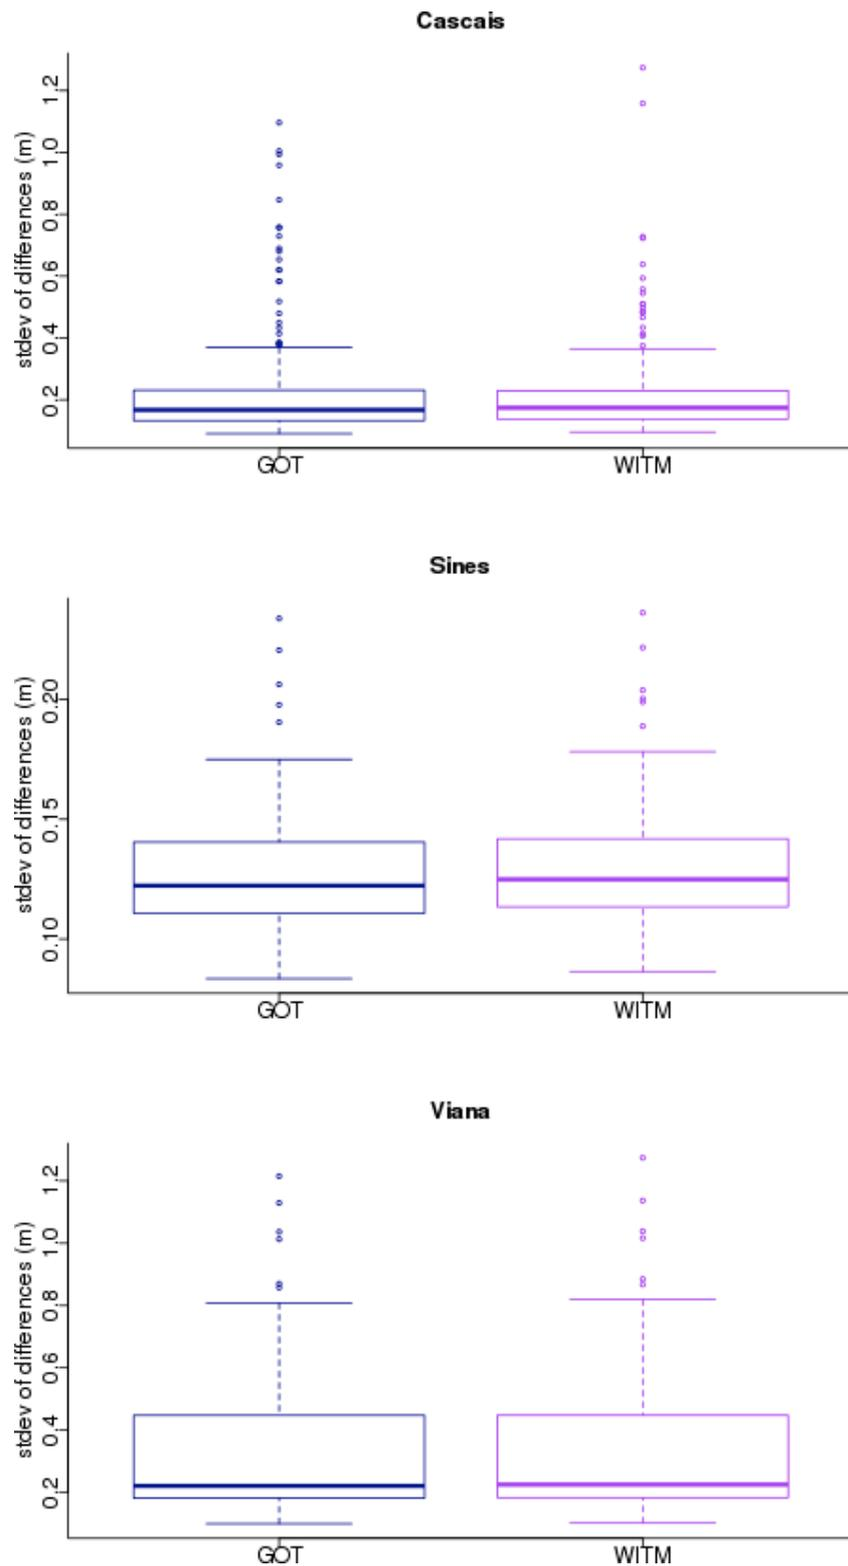 Cascais
stdev of differences (m)
1.2
1.0
0.8
0.6
0.4
0.2
GOT
WITM
Sines
stdev of differences (m)
0.20
0.15
0.10
GOT
WITM
Viana
stdev of differences (m)
1.2
1.0
0.8
0.6
0.4
0.2
GOT
WITM